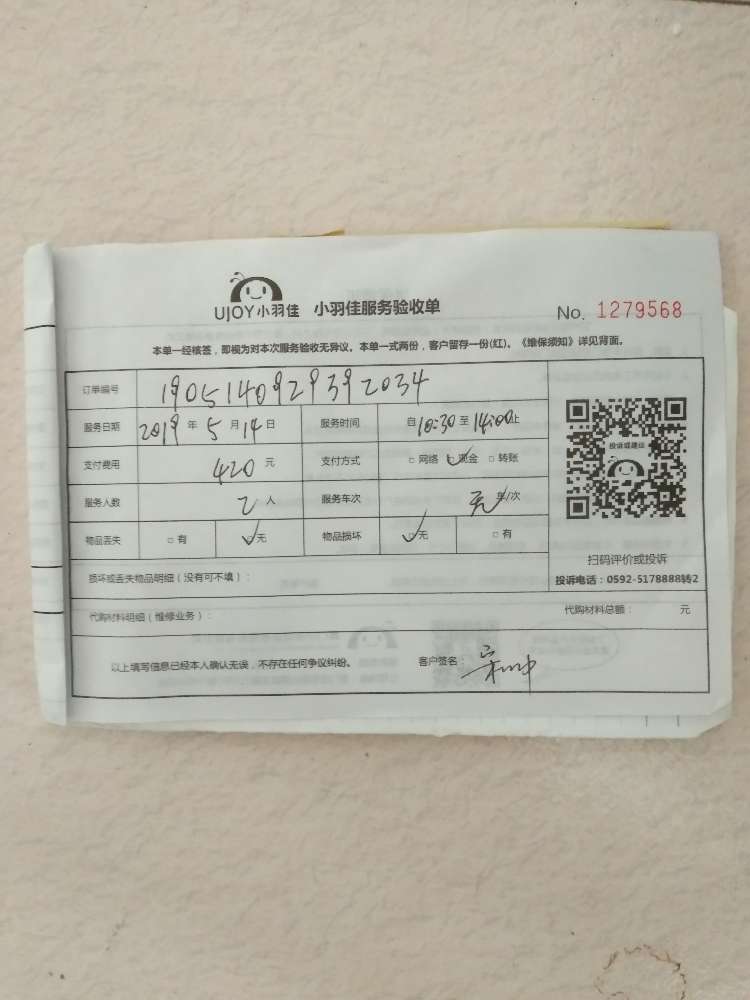 UJOY小羽佳 小羽佳服务验收单 No. 1279568
本单一经核签，即视为对本次服务验收无异议。本单一式两份，客户留存一份(红)。《维保须知》详见背面。
订单编号 1905140929392034
服务日期 2019 年 5 月 14 日 服务时间 自 10:30 至 14:00 止
投诉或建议
支付费用 420 元 支付方式 □ 网络 ☑ 现金 □ 转账
服务人数 2 人 服务车次 无 车/次
物品丢失 □ 有 ☑ 无 物品损坏 ☑ 无 □ 有
扫码评价或投诉
损坏或丢失物品明细（没有可不填）：
投诉电话：0592-5178888转2
代购材料明细（维修业务）： 代购材料总额： 元
以上填写信息已经本人确认无误，不存在任何争议纠纷。 客户签名：